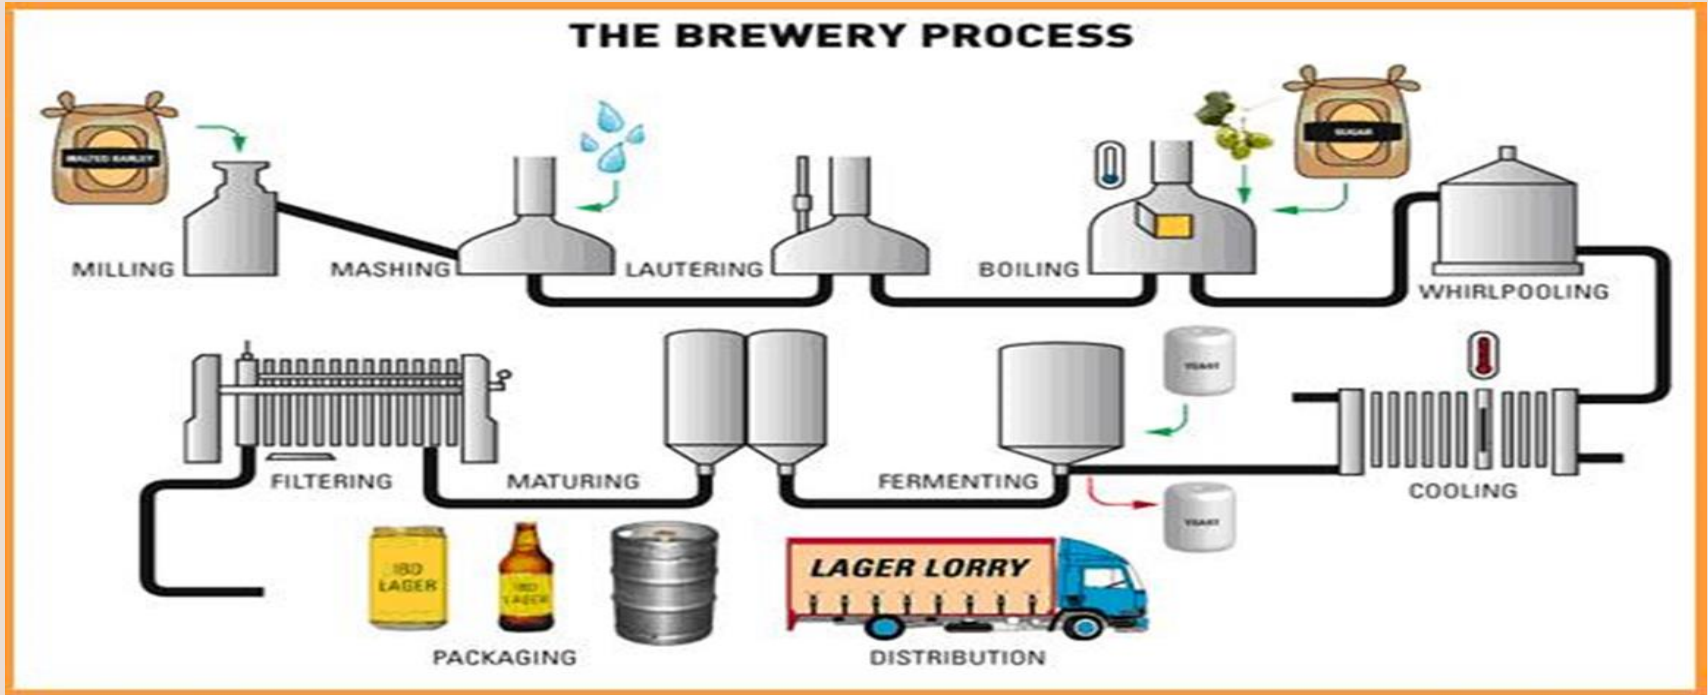 THE BREWERY PROCESS
MALTED BARLEY
SUGAR
MILLING
MASHING
LAUTERING
BOILING
WHIRLPOOLING
YEAST
FILTERING
MATURING
FERMENTING
COOLING
YEAST
IBD
LAGER
IBD
LAGER
LAGER LORRY
PACKAGING
DISTRIBUTION